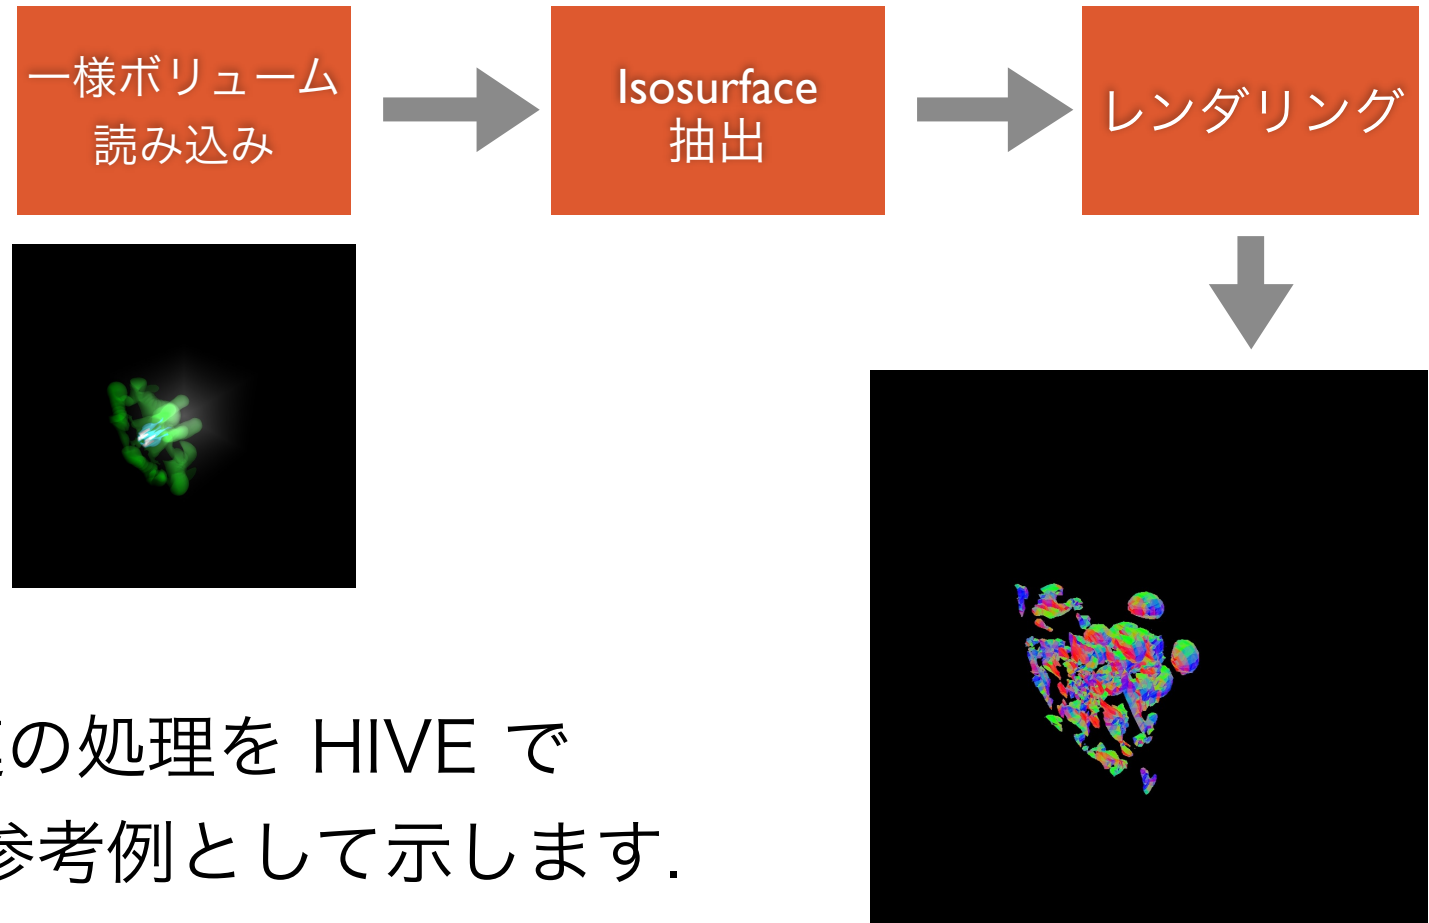 一様ボリューム
読み込み
Isosurface
抽出
レンダリング
の処理を HIVE で
参考例として示します.